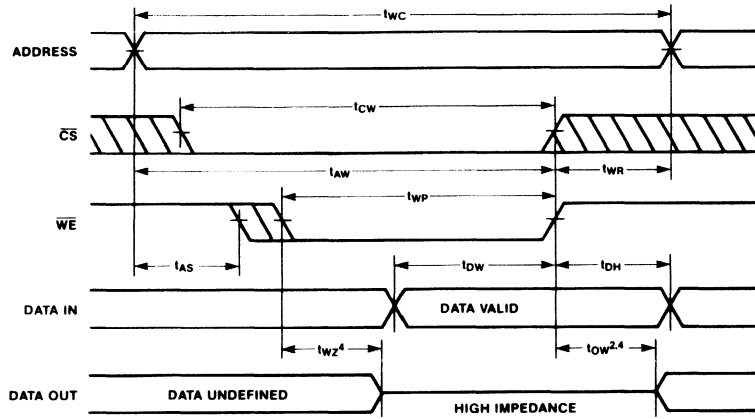 tWC
ADDRESS
tCW
CS
tAW
tWR
tWP
WE
tAS
tDW
tDH
DATA IN
DATA VALID
tWZ4
tOW2,4
DATA OUT
DATA UNDEFINED
HIGH IMPEDANCE